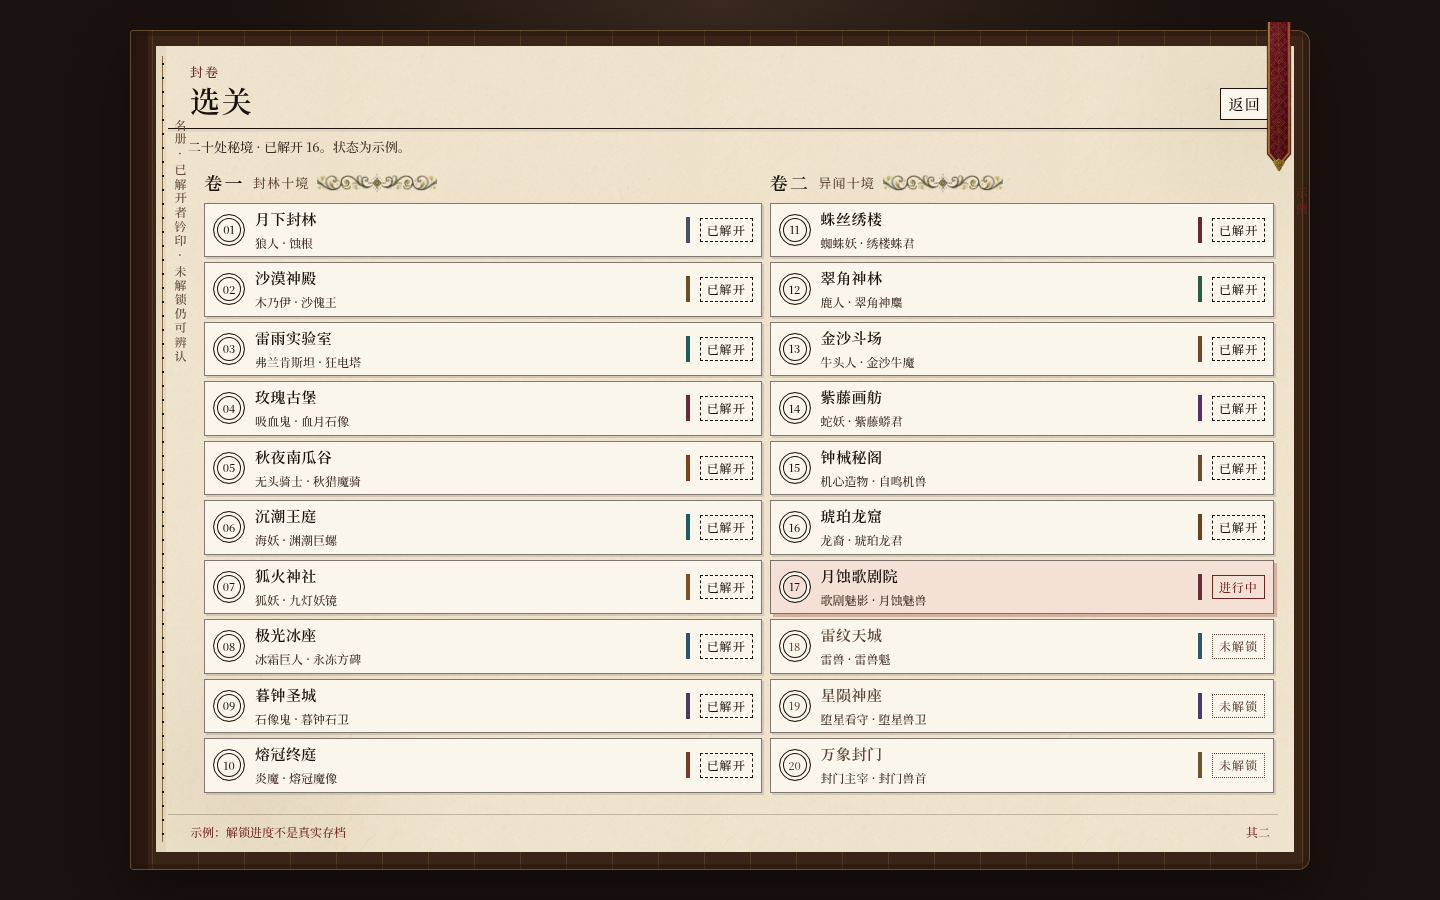 封卷
选关
返回
名册·已解开者钤印·未解锁仍可辨认
二十处秘境 · 已解开 16。状态为示例。
卷一 封林十境
01 月下封林 已解开
狼人 · 蚀根
02 沙漠神殿 已解开
木乃伊 · 沙傀王
03 雷雨实验室 已解开
弗兰肯斯坦 · 狂电塔
04 玫瑰古堡 已解开
吸血鬼 · 血月石像
05 秋夜南瓜谷 已解开
无头骑士 · 秋猎魔骑
06 沉潮王庭 已解开
海妖 · 渊潮巨螺
07 狐火神社 已解开
狐妖 · 九灯妖镜
08 极光冰座 已解开
冰霜巨人 · 永冻方碑
09 暮钟圣城 已解开
石像鬼 · 暮钟石卫
10 熔冠终庭 已解开
炎魔 · 熔冠魔像
卷二 异闻十境
11 蛛丝绣楼 已解开
蜘蛛妖 · 绣楼蛛君
12 翠角神林 已解开
鹿人 · 翠角神麋
13 金沙斗场 已解开
牛头人 · 金沙牛魔
14 紫藤画舫 已解开
蛇妖 · 紫藤蟒君
15 钟械秘阁 已解开
机心造物 · 自鸣机兽
16 琥珀龙窟 已解开
龙裔 · 琥珀龙君
17 月蚀歌剧院 进行中
歌剧魅影 · 月蚀魅兽
18 雷纹天城 未解锁
雷兽 · 雷兽魁
19 星陨神座 未解锁
堕星看守 · 堕星兽卫
20 万象封门 未解锁
封门主宰 · 封门兽首
示例：解锁进度不是真实存档
其二